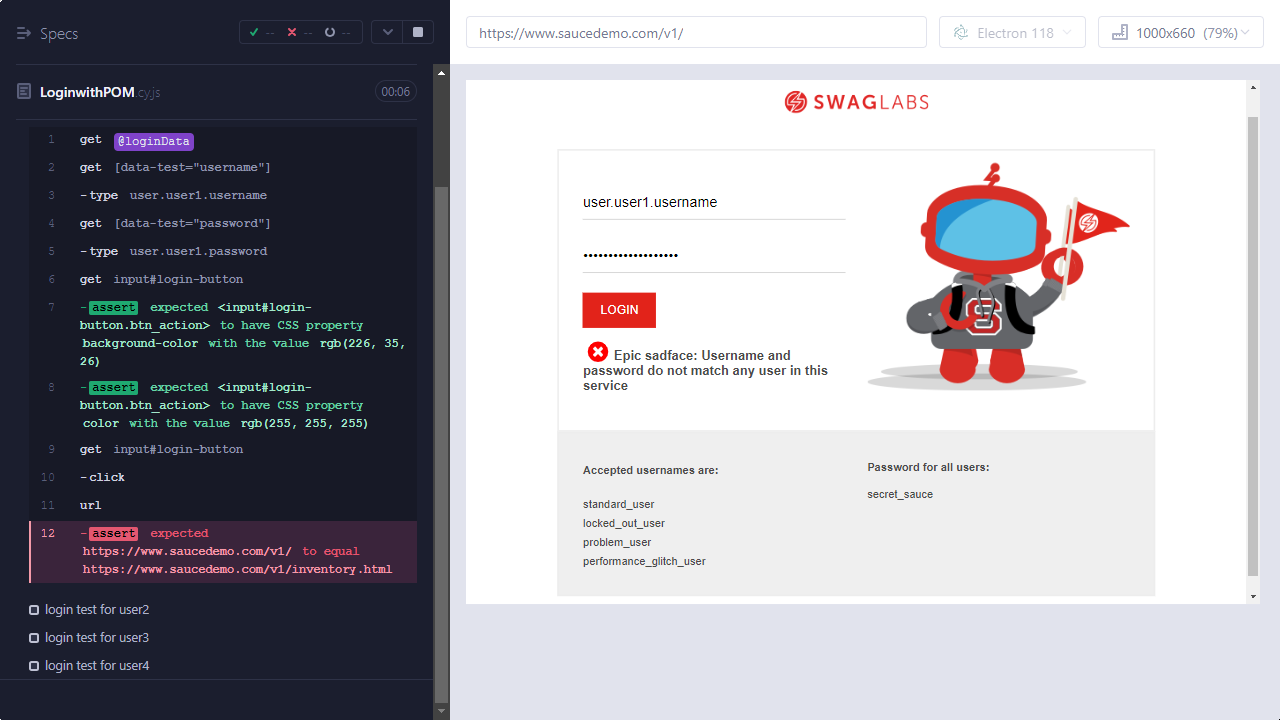 Specs
-- -- --
LoginwithPOM.cy.js 00:06
1 get @loginData
2 get [data-test="username"]
3 -type user.user1.username
4 get [data-test="password"]
5 -type user.user1.password
6 get input#login-button
7 -assert expected <input#login-
button.btn_action> to have CSS property
background-color with the value rgb(226, 35,
26)
8 -assert expected <input#login-
button.btn_action> to have CSS property
color with the value rgb(255, 255, 255)
9 get input#login-button
10 -click
11 url
12 -assert expected
https://www.saucedemo.com/v1/ to equal
https://www.saucedemo.com/v1/inventory.html
login test for user2
login test for user3
login test for user4
https://www.saucedemo.com/v1/
Electron 118
1000x660 (79%)
SWAGLABS
user.user1.username
•••••••••••••••••••
LOGIN
Epic sadface: Username and
password do not match any user in this
service
S
Accepted usernames are:
standard_user
locked_out_user
problem_user
performance_glitch_user
Password for all users:
secret_sauce